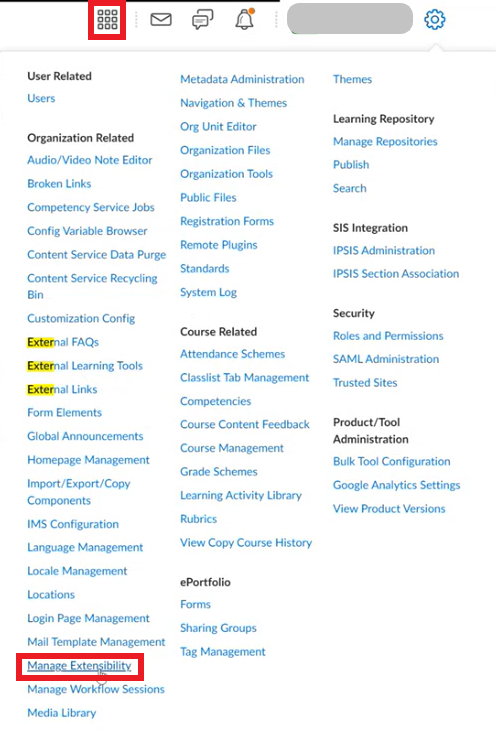 User Related
Users
Organization Related
Audio/Video Note Editor
Broken Links
Competency Service Jobs
Config Variable Browser
Content Service Data Purge
Content Service Recycling
Bin
Customization Config
External FAQs
External Learning Tools
External Links
Form Elements
Global Announcements
Homepage Management
Import/Export/Copy
Components
IMS Configuration
Language Management
Locale Management
Locations
Login Page Management
Mail Template Management
Manage Extensibility
Manage Workflow Sessions
Media Library
Metadata Administration
Navigation & Themes
Org Unit Editor
Organization Files
Organization Tools
Public Files
Registration Forms
Remote Plugins
Standards
System Log
Course Related
Attendance Schemes
Classlist Tab Management
Competencies
Course Content Feedback
Course Management
Grade Schemes
Learning Activity Library
Rubrics
View Copy Course History
ePortfolio
Forms
Sharing Groups
Tag Management
Themes
Learning Repository
Manage Repositories
Publish
Search
SIS Integration
IPSIS Administration
IPSIS Section Association
Security
Roles and Permissions
SAML Administration
Trusted Sites
Product/Tool
Administration
Bulk Tool Configuration
Google Analytics Settings
View Product Versions